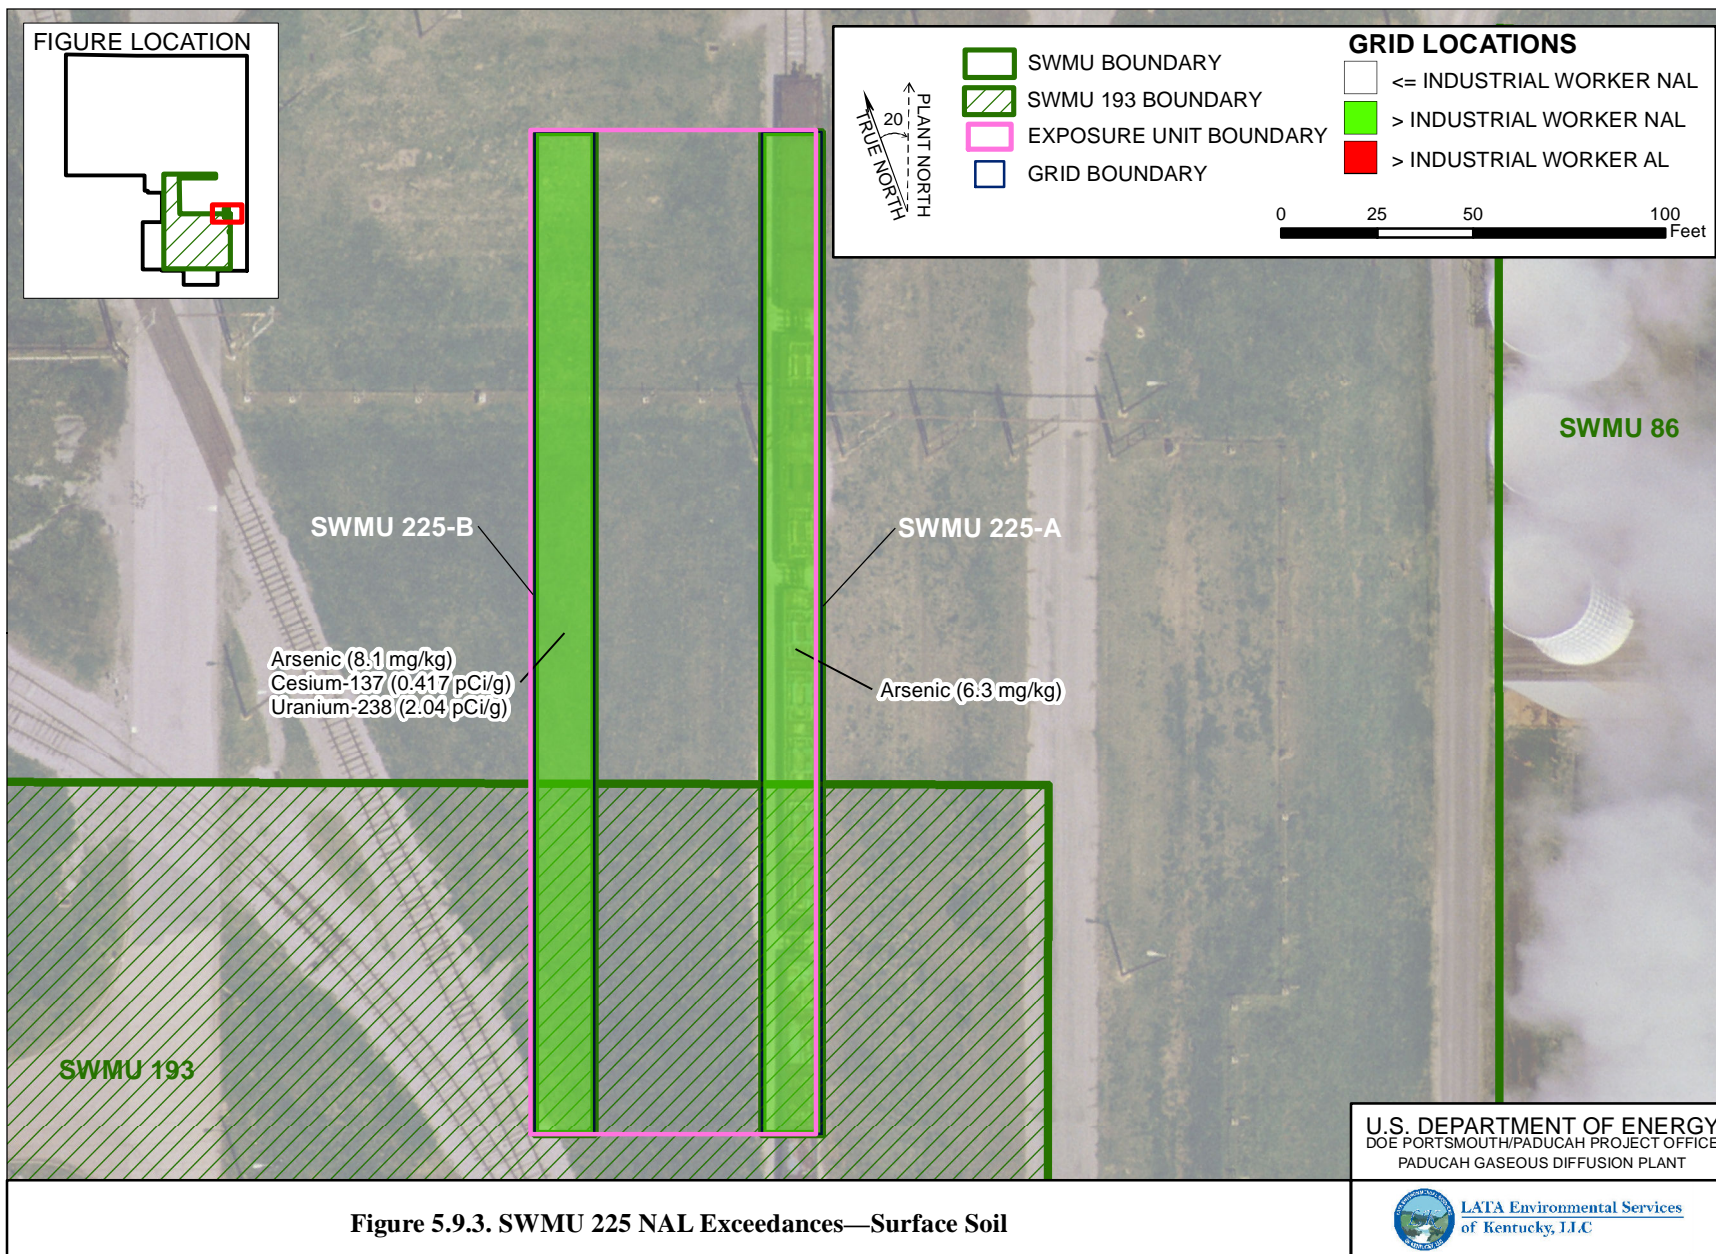 FIGURE LOCATION
SWMU BOUNDARY
SWMU 193 BOUNDARY
EXPOSURE UNIT BOUNDARY
GRID BOUNDARY
TRUE NORTH
20
PLANT NORTH
GRID LOCATIONS
<= INDUSTRIAL WORKER NAL
> INDUSTRIAL WORKER NAL
> INDUSTRIAL WORKER AL
0 25 50 100
Feet
SWMU 86
SWMU 225-B
SWMU 225-A
Arsenic (8.1 mg/kg)
Cesium-137 (0.417 pCi/g)
Uranium-238 (2.04 pCi/g)
Arsenic (6.3 mg/kg)
SWMU 193
U.S. DEPARTMENT OF ENERGY
DOE PORTSMOUTH/PADUCAH PROJECT OFFICE
PADUCAH GASEOUS DIFFUSION PLANT
Figure 5.9.3. SWMU 225 NAL Exceedances—Surface Soil
LATA Environmental Services
of Kentucky, LLC